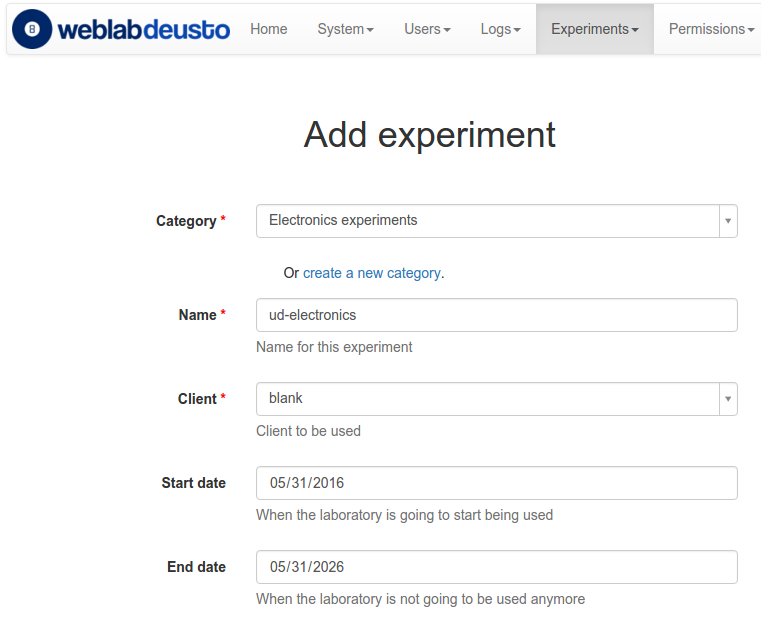 weblabdeusto Home System Users Logs Experiments Permissions
Add experiment
Category * Electronics experiments
Or create a new category.
Name * ud-electronics
Name for this experiment
Client * blank
Client to be used
Start date 05/31/2016
When the laboratory is going to start being used
End date 05/31/2026
When the laboratory is not going to be used anymore